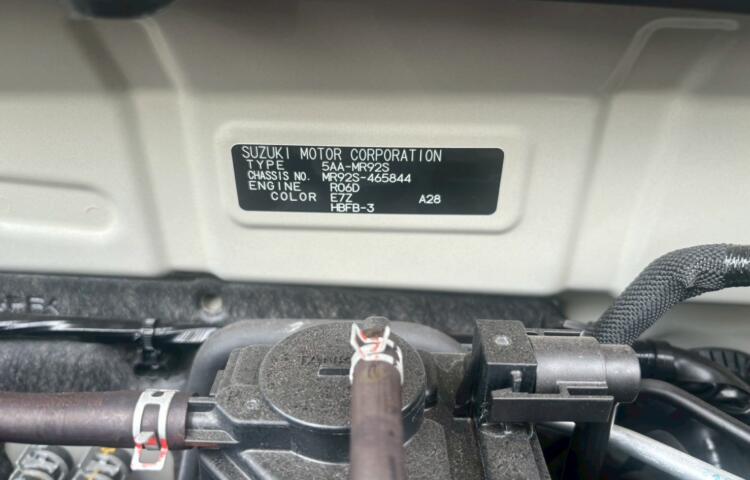 SUZUKI MOTOR CORPORATION
TYPE 5AA-MR92S
CHASSIS NO. MR92S-465844
ENGINE R06D
COLOR E7Z A28
HBFB-3